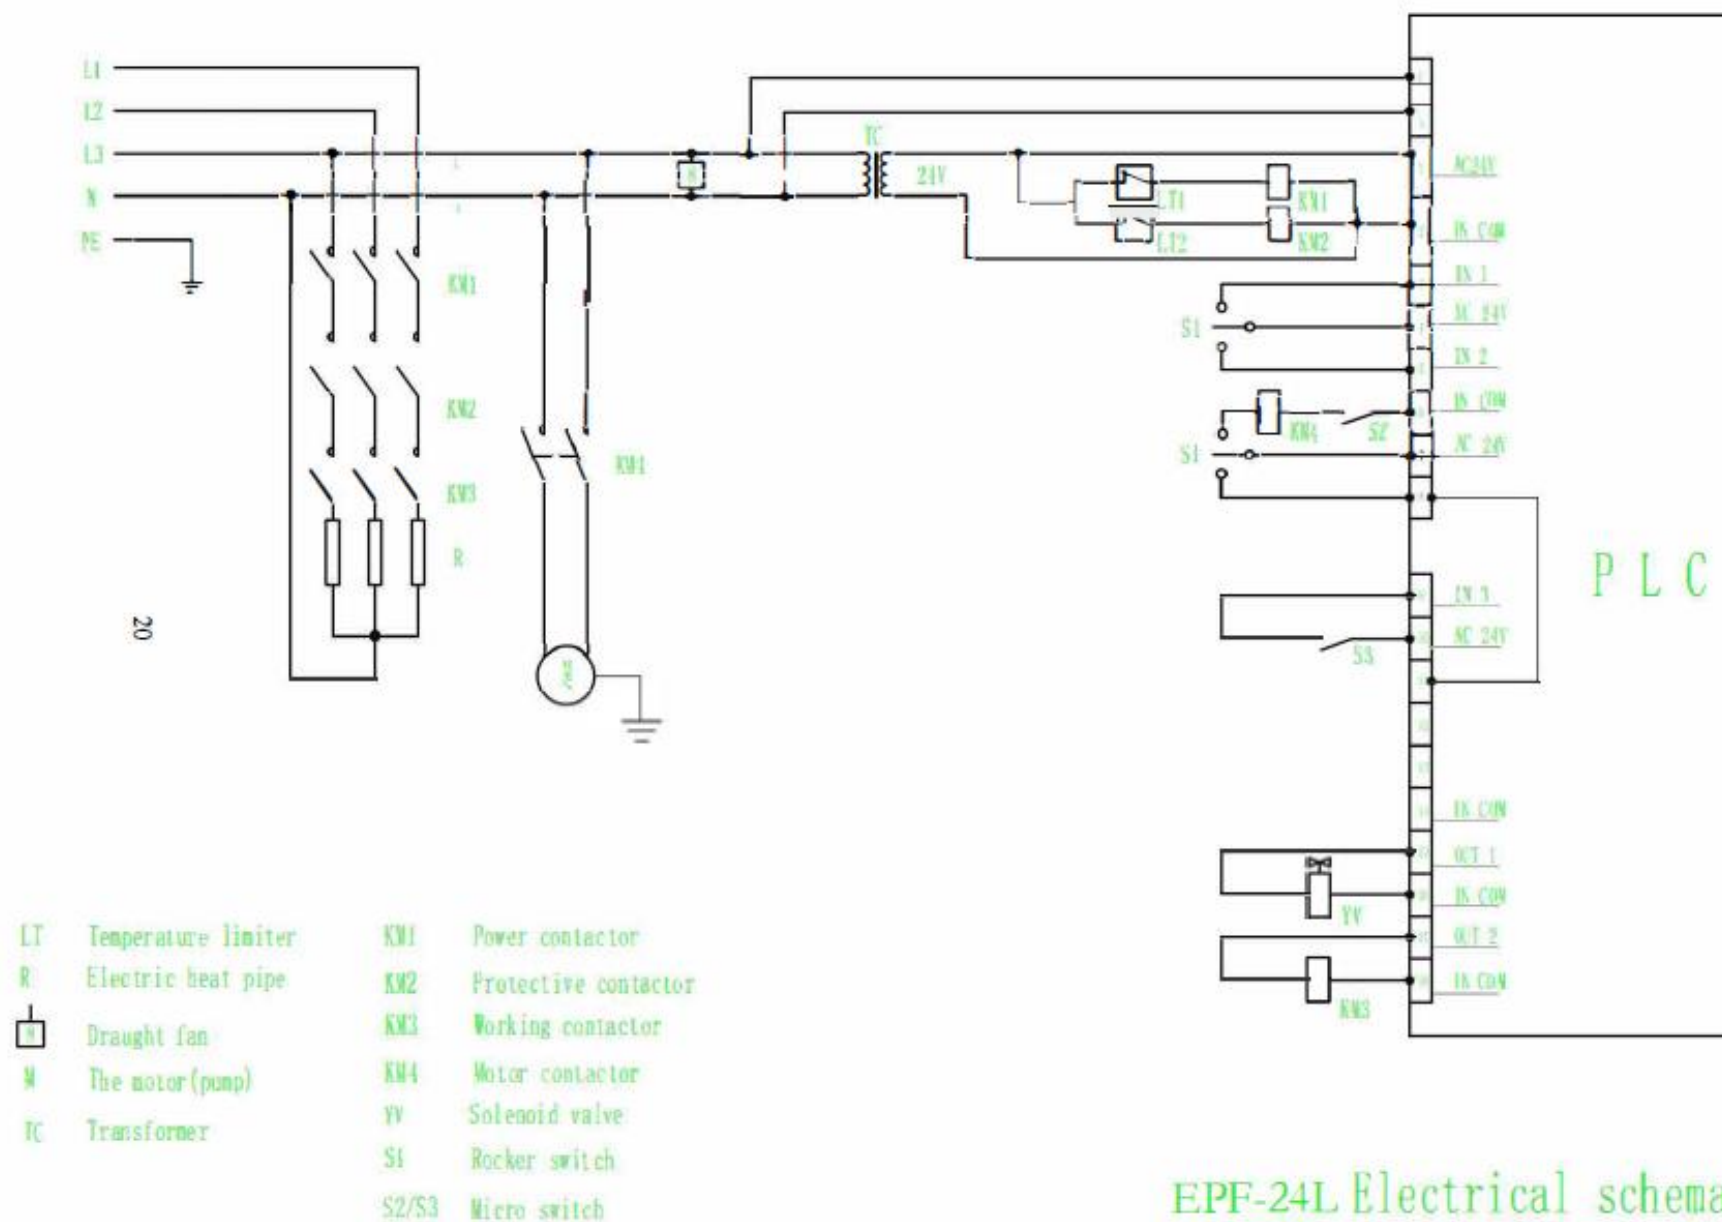 L1
L2
L3
N
PE
TC
24V
LT1
KM1
LT2
KM2
AC24V
IN COM
IN 1
AC 24V
IN 2
IN COM
AC 24V
S1
KM4
S2
S1
KM1
KM2
KM3
R
KM4
20
PLC
IN 3
AC 24V
S3
IN COM
OUT 1
IN COM
YV
OUT 2
IN COM
KM3
LT Temperature limiter
R Electric heat pipe
M Draught fan
M The motor(pump)
TC Transformer
KM1 Power contactor
KM2 Protective contactor
KM3 Working contactor
KM4 Motor contactor
YV Solenoid valve
S1 Rocker switch
S2/S3 Micro switch
EPF-24L Electrical schema